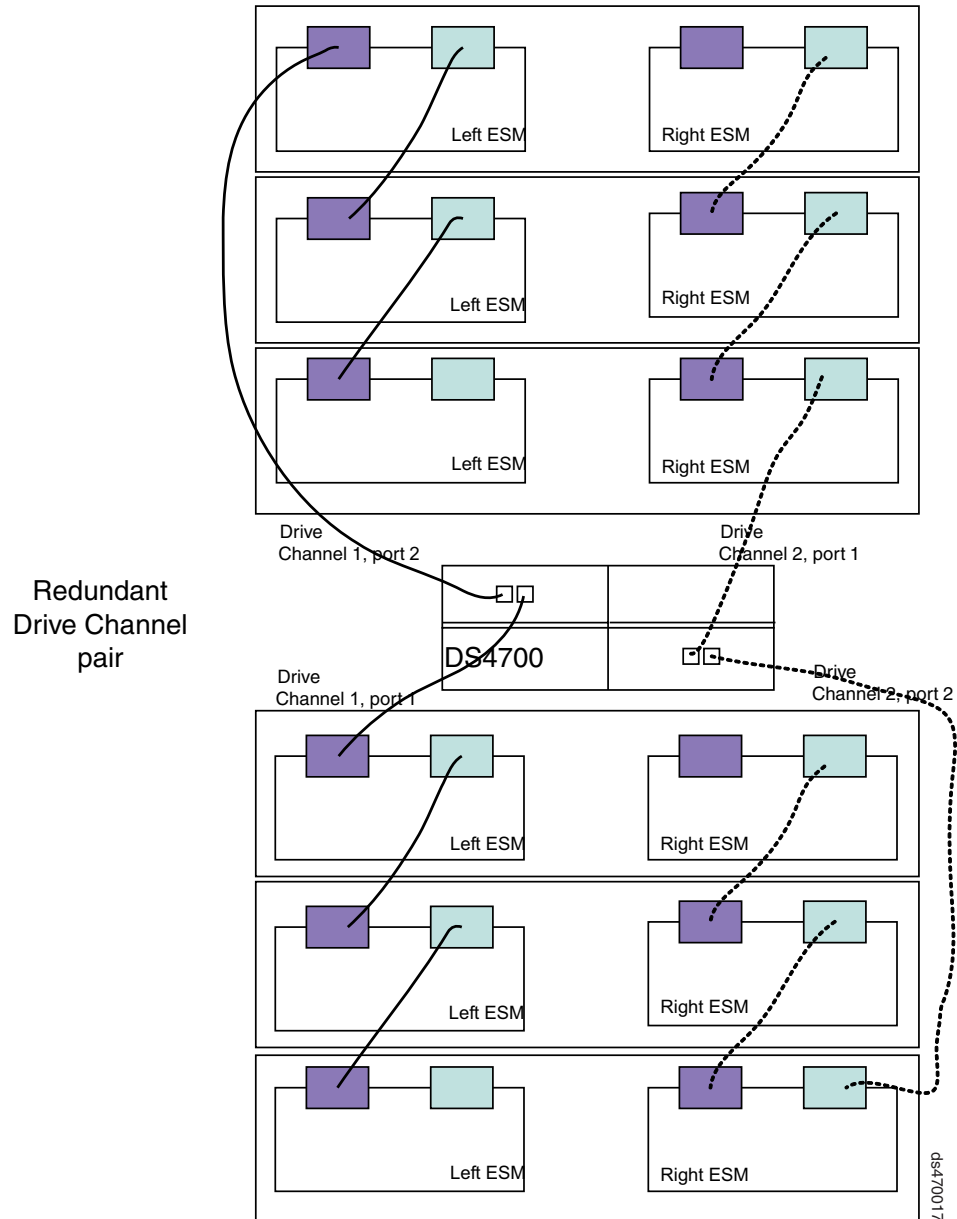 Left ESM
Right ESM
Left ESM
Right ESM
Left ESM
Right ESM
Drive
Channel 1, port 2
Drive
Channel 2, port 1
Redundant
Drive Channel
pair
DS4700
Drive
Channel 1, port 1
Drive
Channel 2, port 2
Left ESM
Right ESM
Left ESM
Right ESM
Left ESM
Right ESM
ds470017